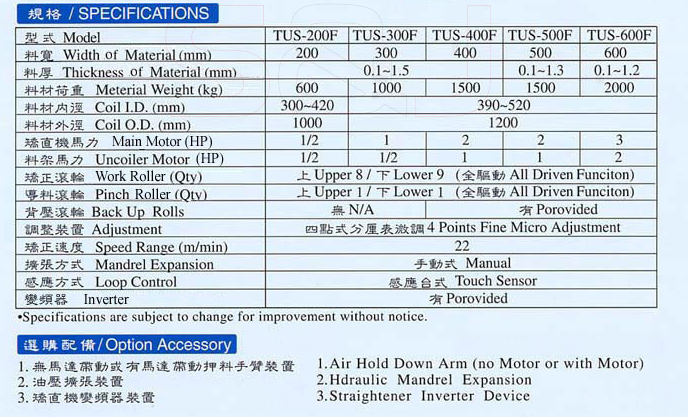 規格 / SPECIFICATIONS
型式 Model TUS-200F TUS-300F TUS-400F TUS-500F TUS-600F
料寬 Width of Material (mm) 200 300 400 500 600
料厚 Thickness of Material (mm) 0.1~1.5 0.1~1.3 0.1~1.2
料材荷重 Meterial Weight (kg) 600 1000 1500 1500 2000
料材內徑 Coil I.D. (mm) 300~420 390~520
料材外徑 Coil O.D. (mm) 1000 1200
矯直機馬力 Main Motor (HP) 1/2 1 2 2 3
料架馬力 Uncoiler Motor (HP) 1/2 1/2 1 1 2
矯正滾輪 Work Roller (Qty) 上 Upper 8 / 下 Lower 9 (全驅動 All Driven Funciton)
導料滾輪 Pinch Roller (Qty) 上 Upper 1 / 下 Lower 1 (全驅動 All Driven Funciton)
背壓滾輪 Back Up Rolls 無 N/A 有 Porovided
調整裝置 Adjustment 四點式分厘表微調 4 Points Fine Micro Adjustment
矯正速度 Speed Range (m/min) 22
擴張方式 Mandrel Expansion 手動式 Manual
感應方式 Loop Control 感應台式 Touch Sensor
變頻器 Inverter 有 Porovided
•Specifications are subject to change for improvement without notice.
選購配備/Option Accessory
1. 無馬達帶動或有馬達帶動押料手臂裝置 1.Air Hold Down Arm (no Motor or with Motor)
2. 油壓擴張裝置 2.Hdraulic Mandrel Expansion
3. 矯直機變頻器裝置 3.Straightener Inverter Device